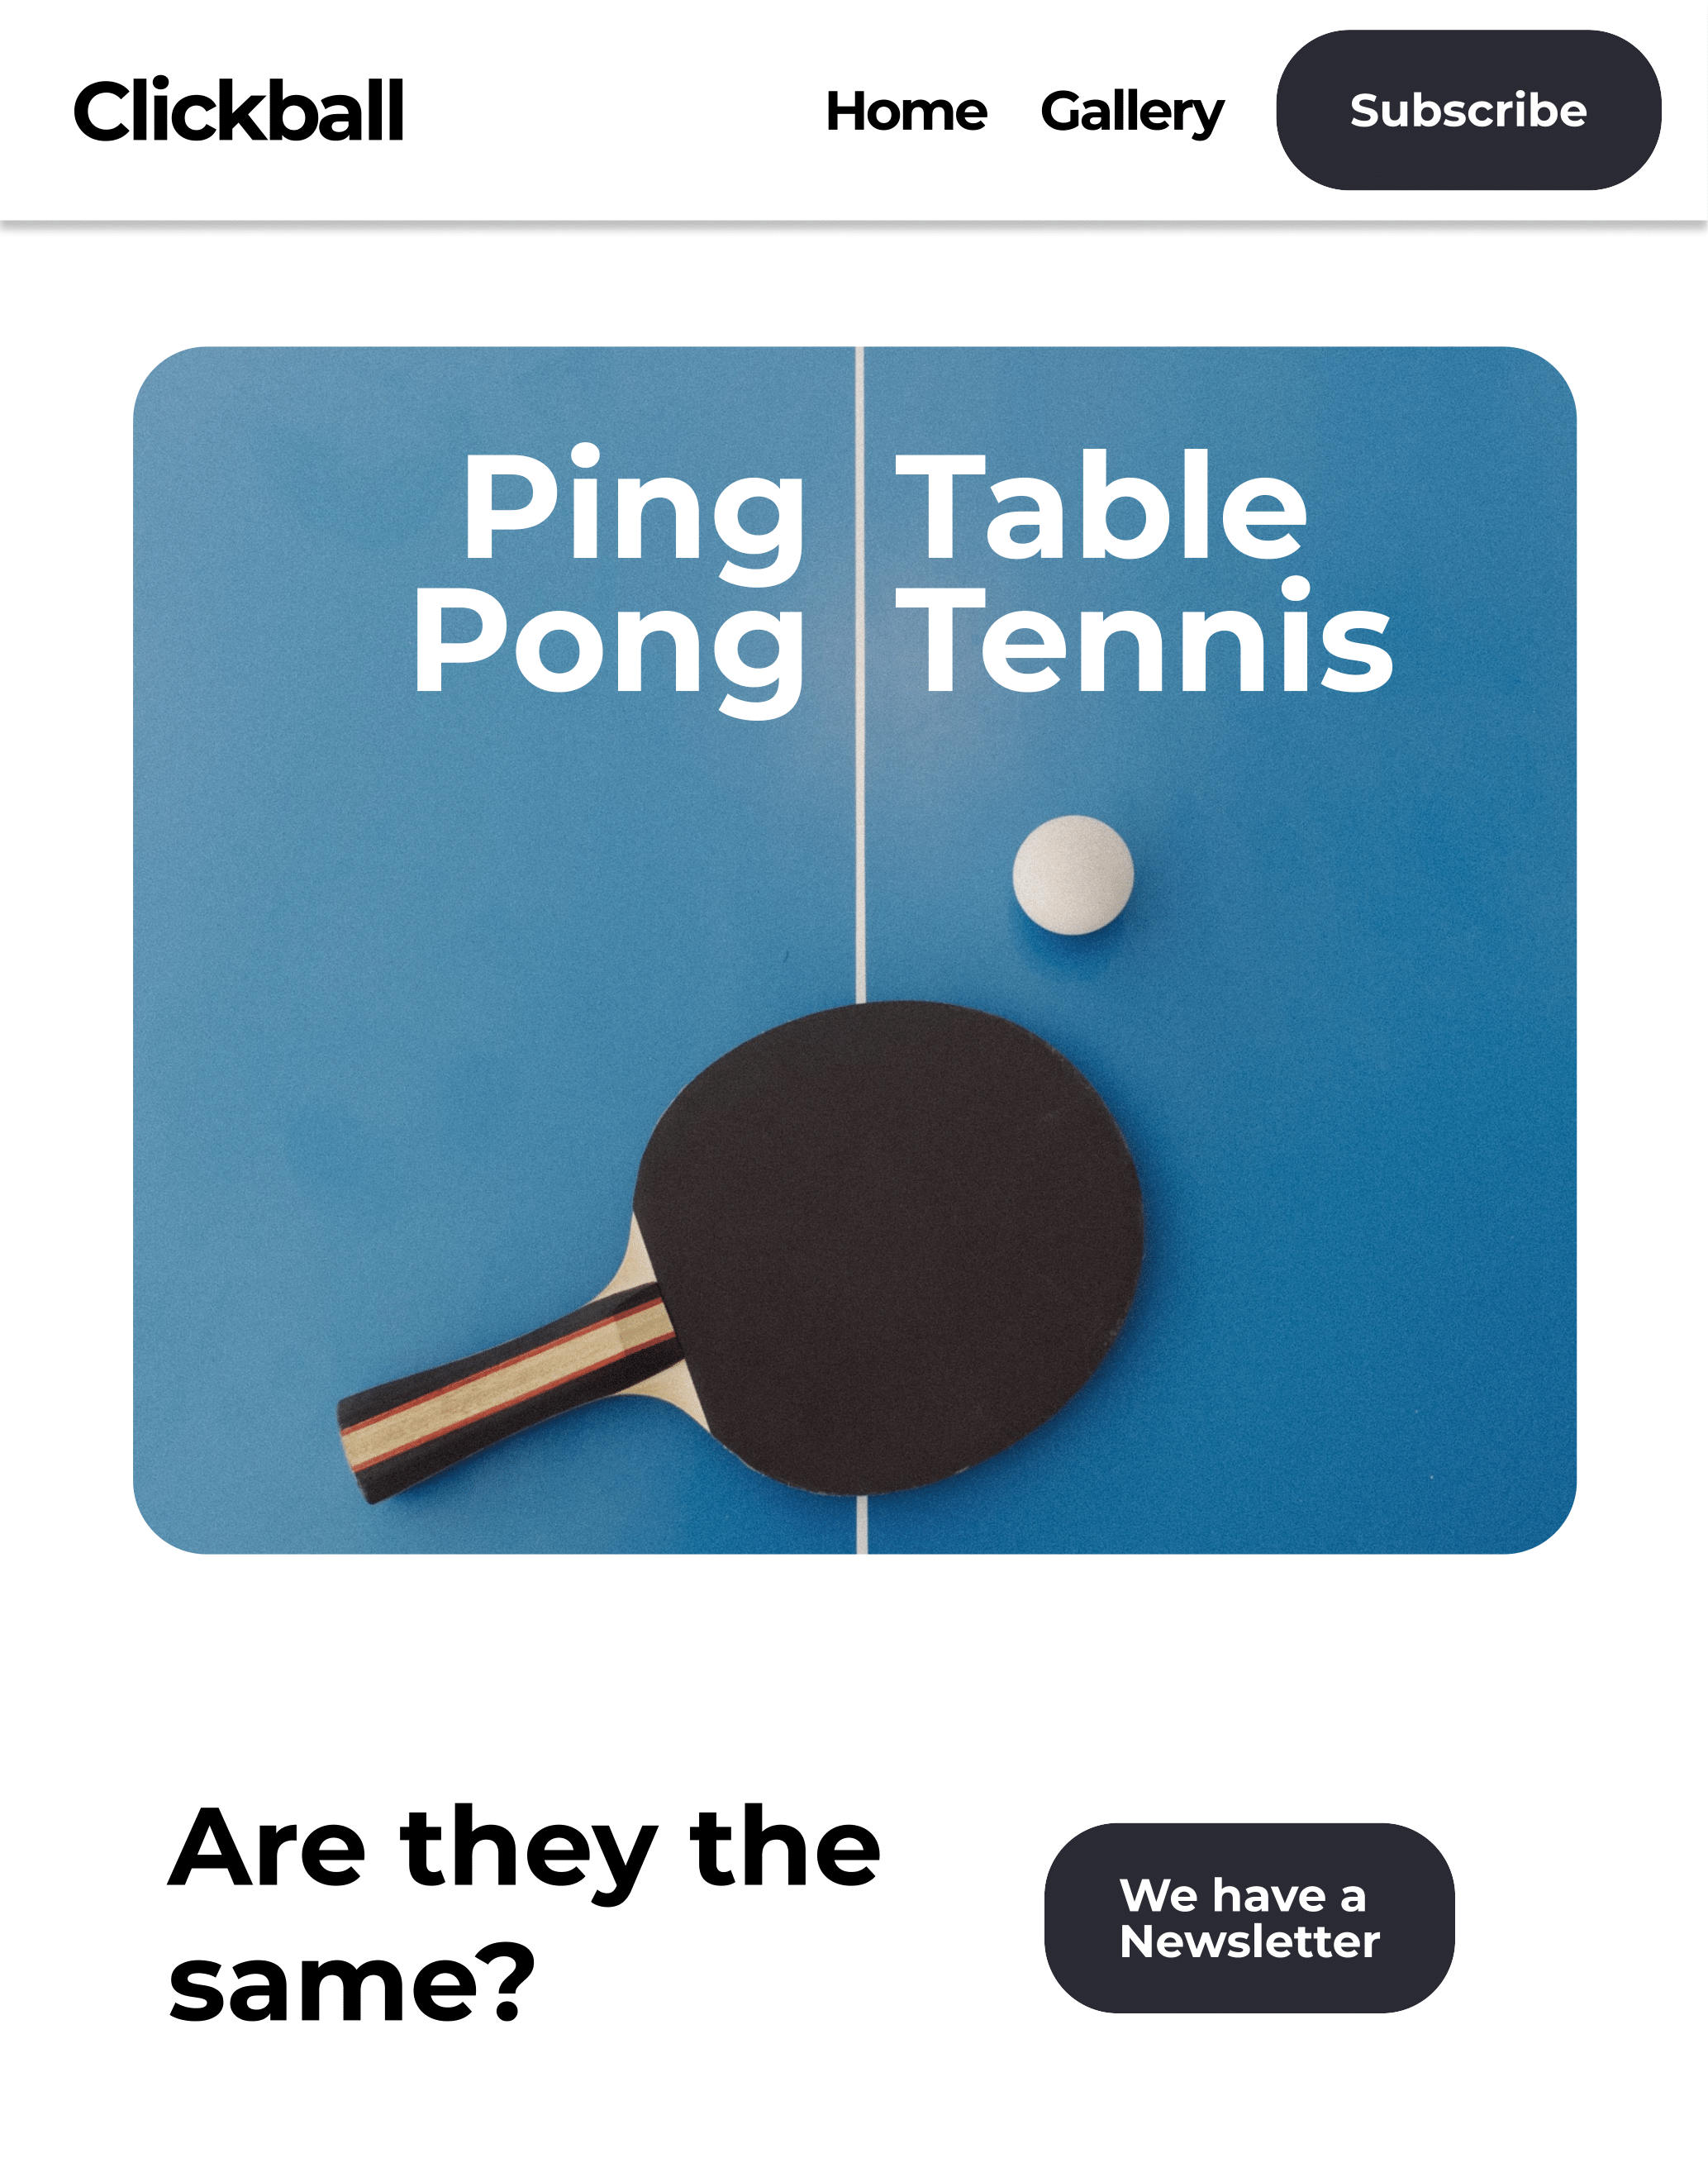 Clickball
Home
Gallery
Subscribe
Ping
Pong
Table
Tennis
Are they the
same?
We have a
Newsletter